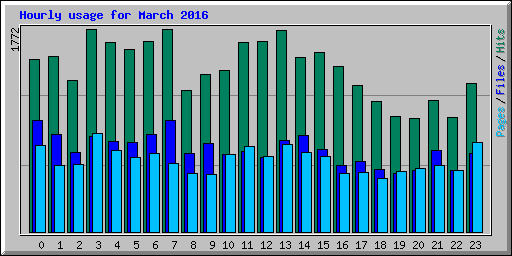 Hourly usage for March 2016
1772
Pages/Files/Hits
0 1 2 3 4 5 6 7 8 9 10 11 12 13 14 15 16 17 18 19 20 21 22 23